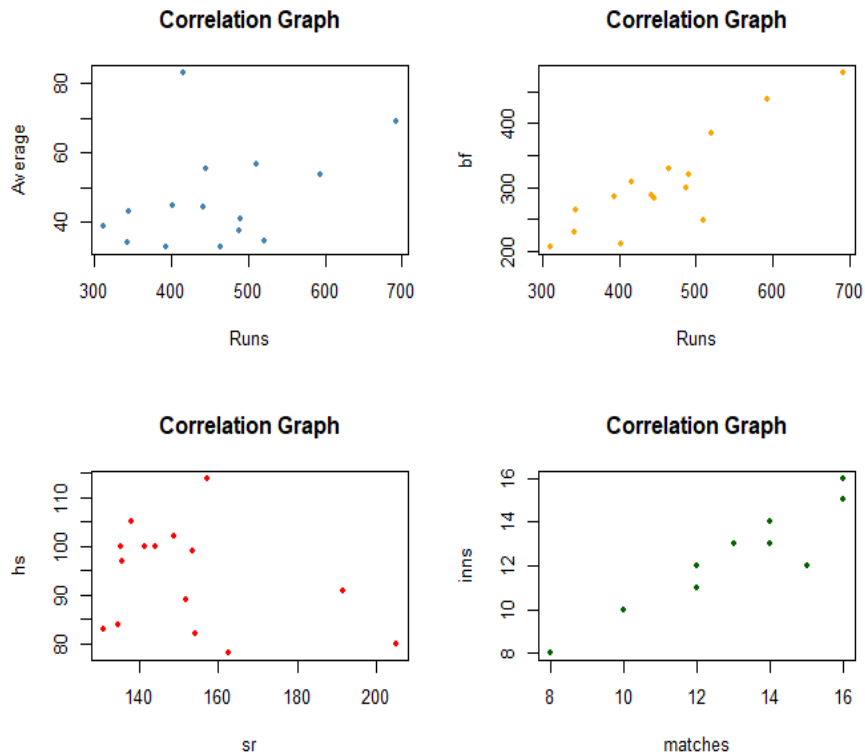 Correlation Graph
Average
40 60 80
300 400 500 600 700
Runs
Correlation Graph
bf
200 300 400
300 400 500 600 700
Runs
Correlation Graph
hs
80 90 100 110
140 160 180 200
sr
Correlation Graph
inns
8 10 12 14 16
8 10 12 14 16
matches